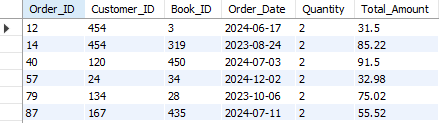 Order_ID Customer_ID Book_ID Order_Date Quantity Total_Amount
12 454 3 2024-06-17 2 31.5
14 454 319 2023-08-24 2 85.22
40 120 450 2024-07-03 2 91.5
57 24 34 2024-12-02 2 32.98
79 134 28 2023-10-06 2 75.02
87 167 435 2024-07-11 2 55.52